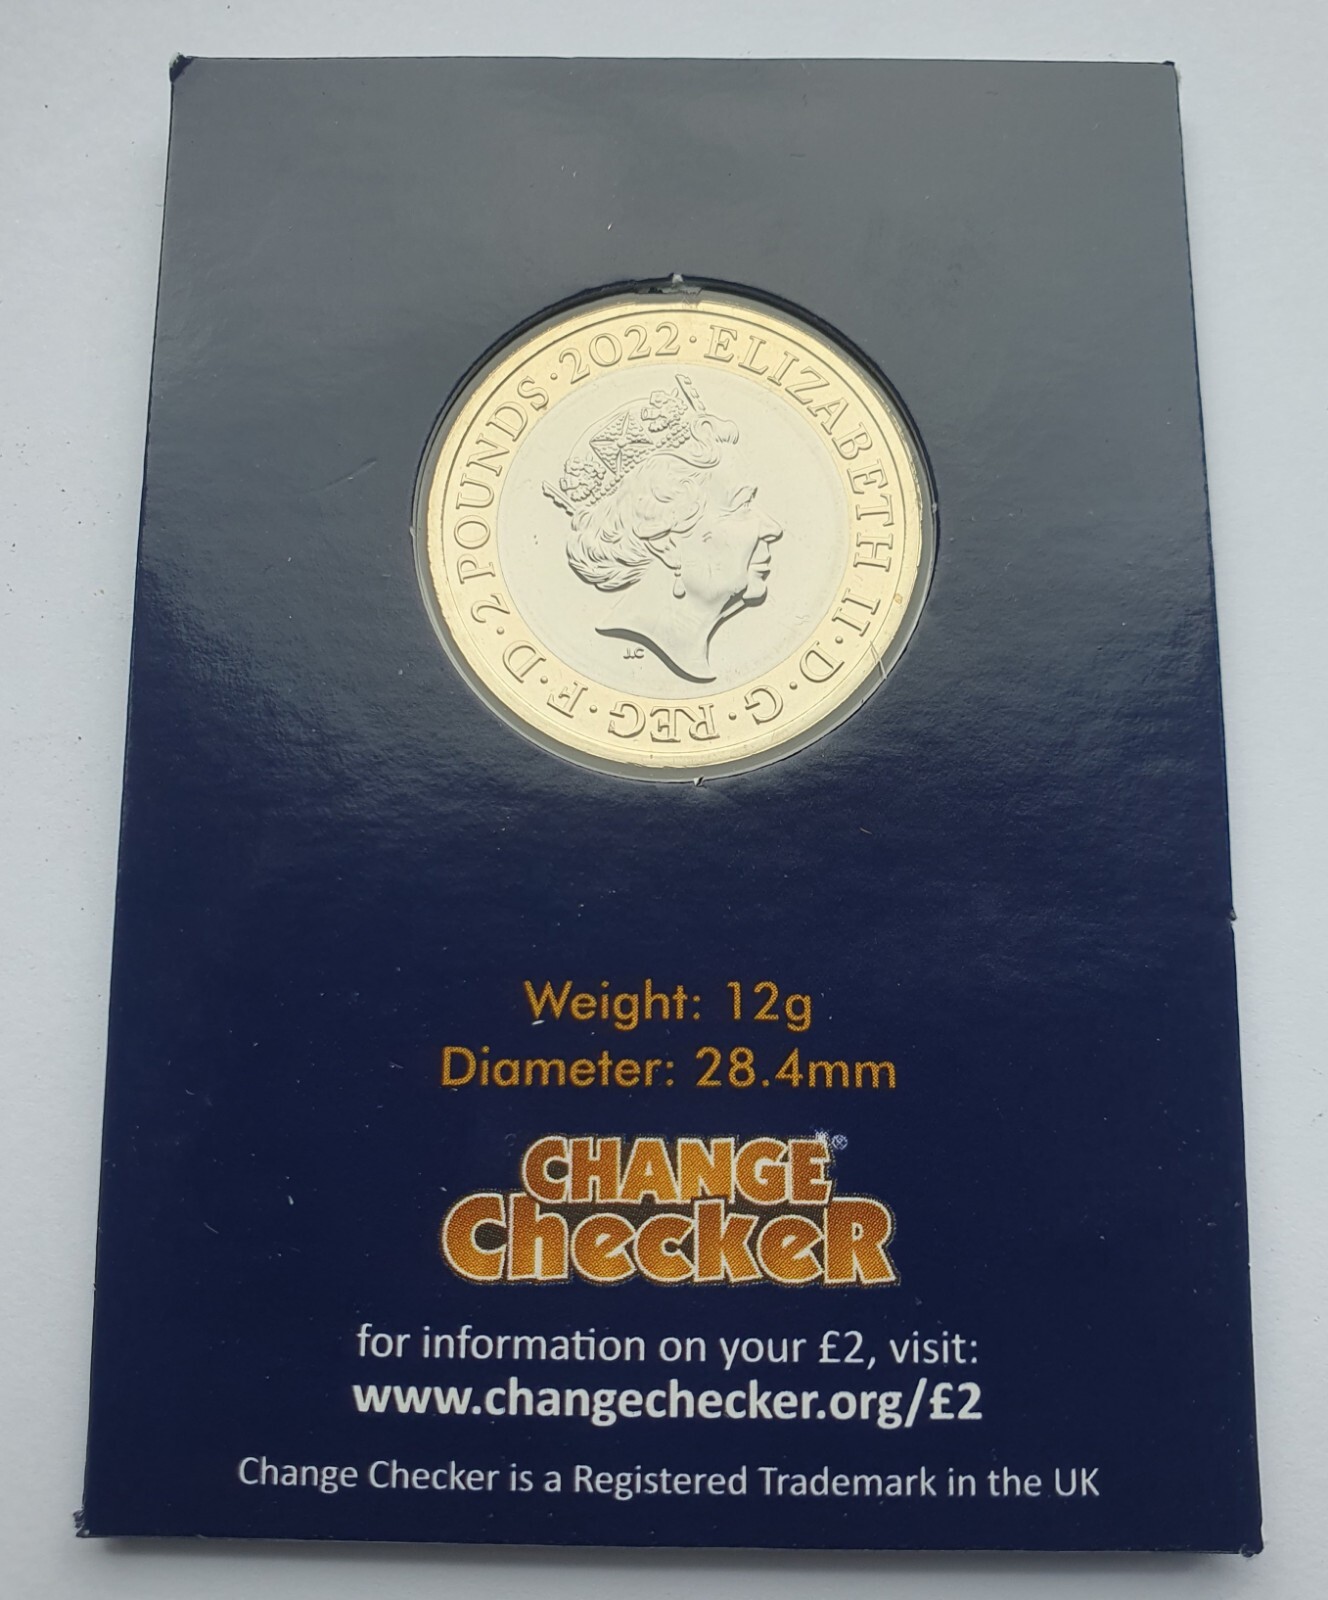 2 POUNDS · 2022 · ELIZABETH II · D · G · REG · F · D ·
J.C
Weight: 12g
Diameter: 28.4mm
CHANGE
CheckeR®
for information on your £2, visit:
www.changechecker.org/£2
Change Checker is a Registered Trademark in the UK